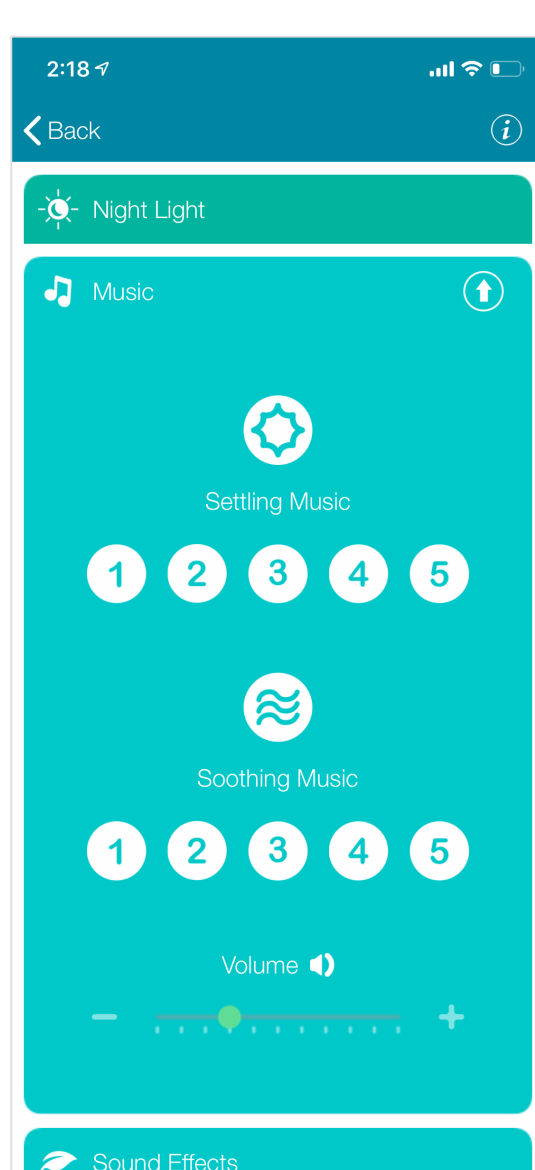 2:18
Back
Night Light
Music
Settling Music
1 2 3 4 5
Soothing Music
1 2 3 4 5
Volume
Sound Effects